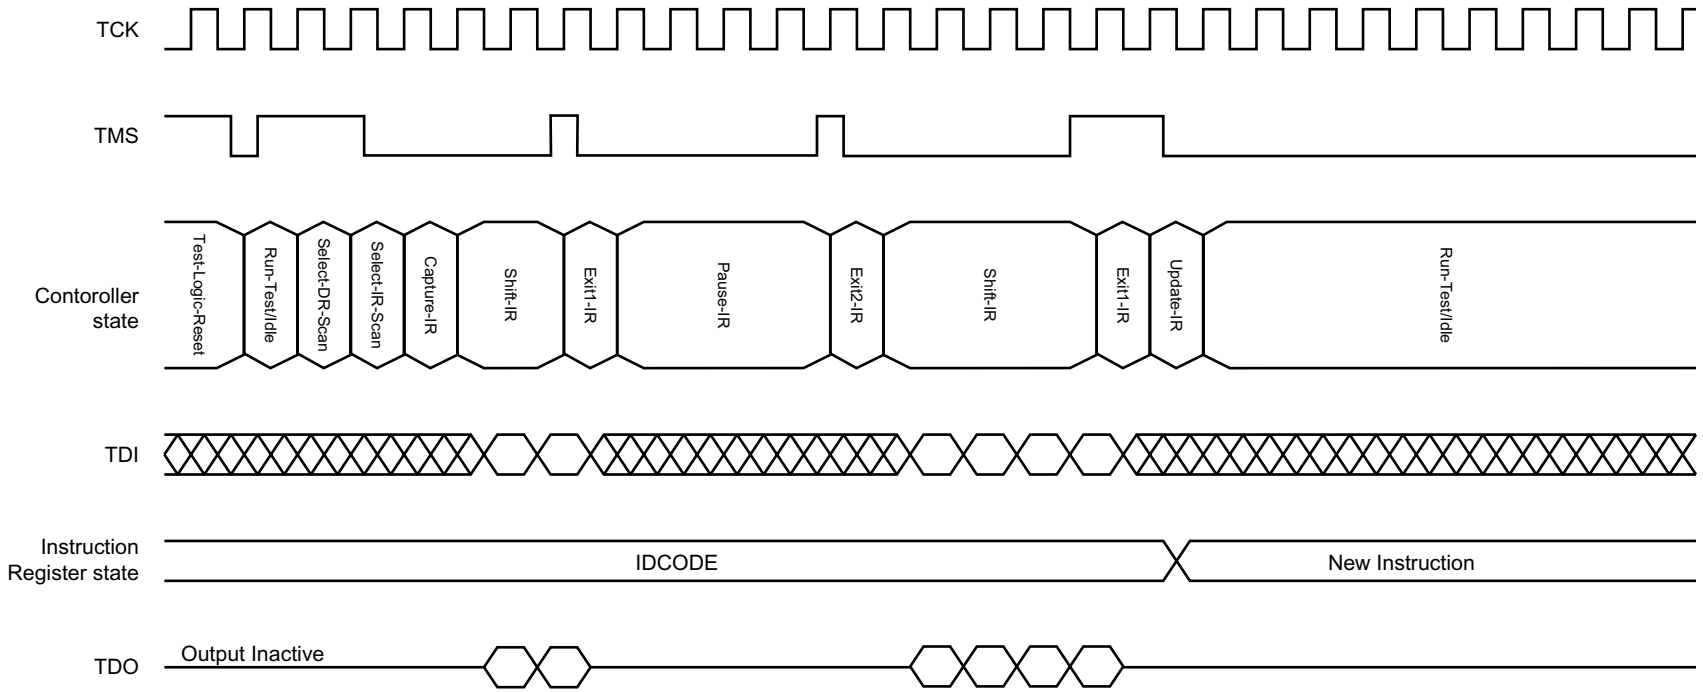 TCK
TMS
Contoroller
state
Test-Logic-Reset
Run-Test/Idle
Select-DR-Scan
Select-IR-Scan
Capture-IR
Shift-IR
Exit1-IR
Pause-IR
Exit2-IR
Shift-IR
Exit1-IR
Update-IR
Run-Test/Idle
TDI
Instruction
Register state
IDCODE
New Instruction
TDO
Output Inactive